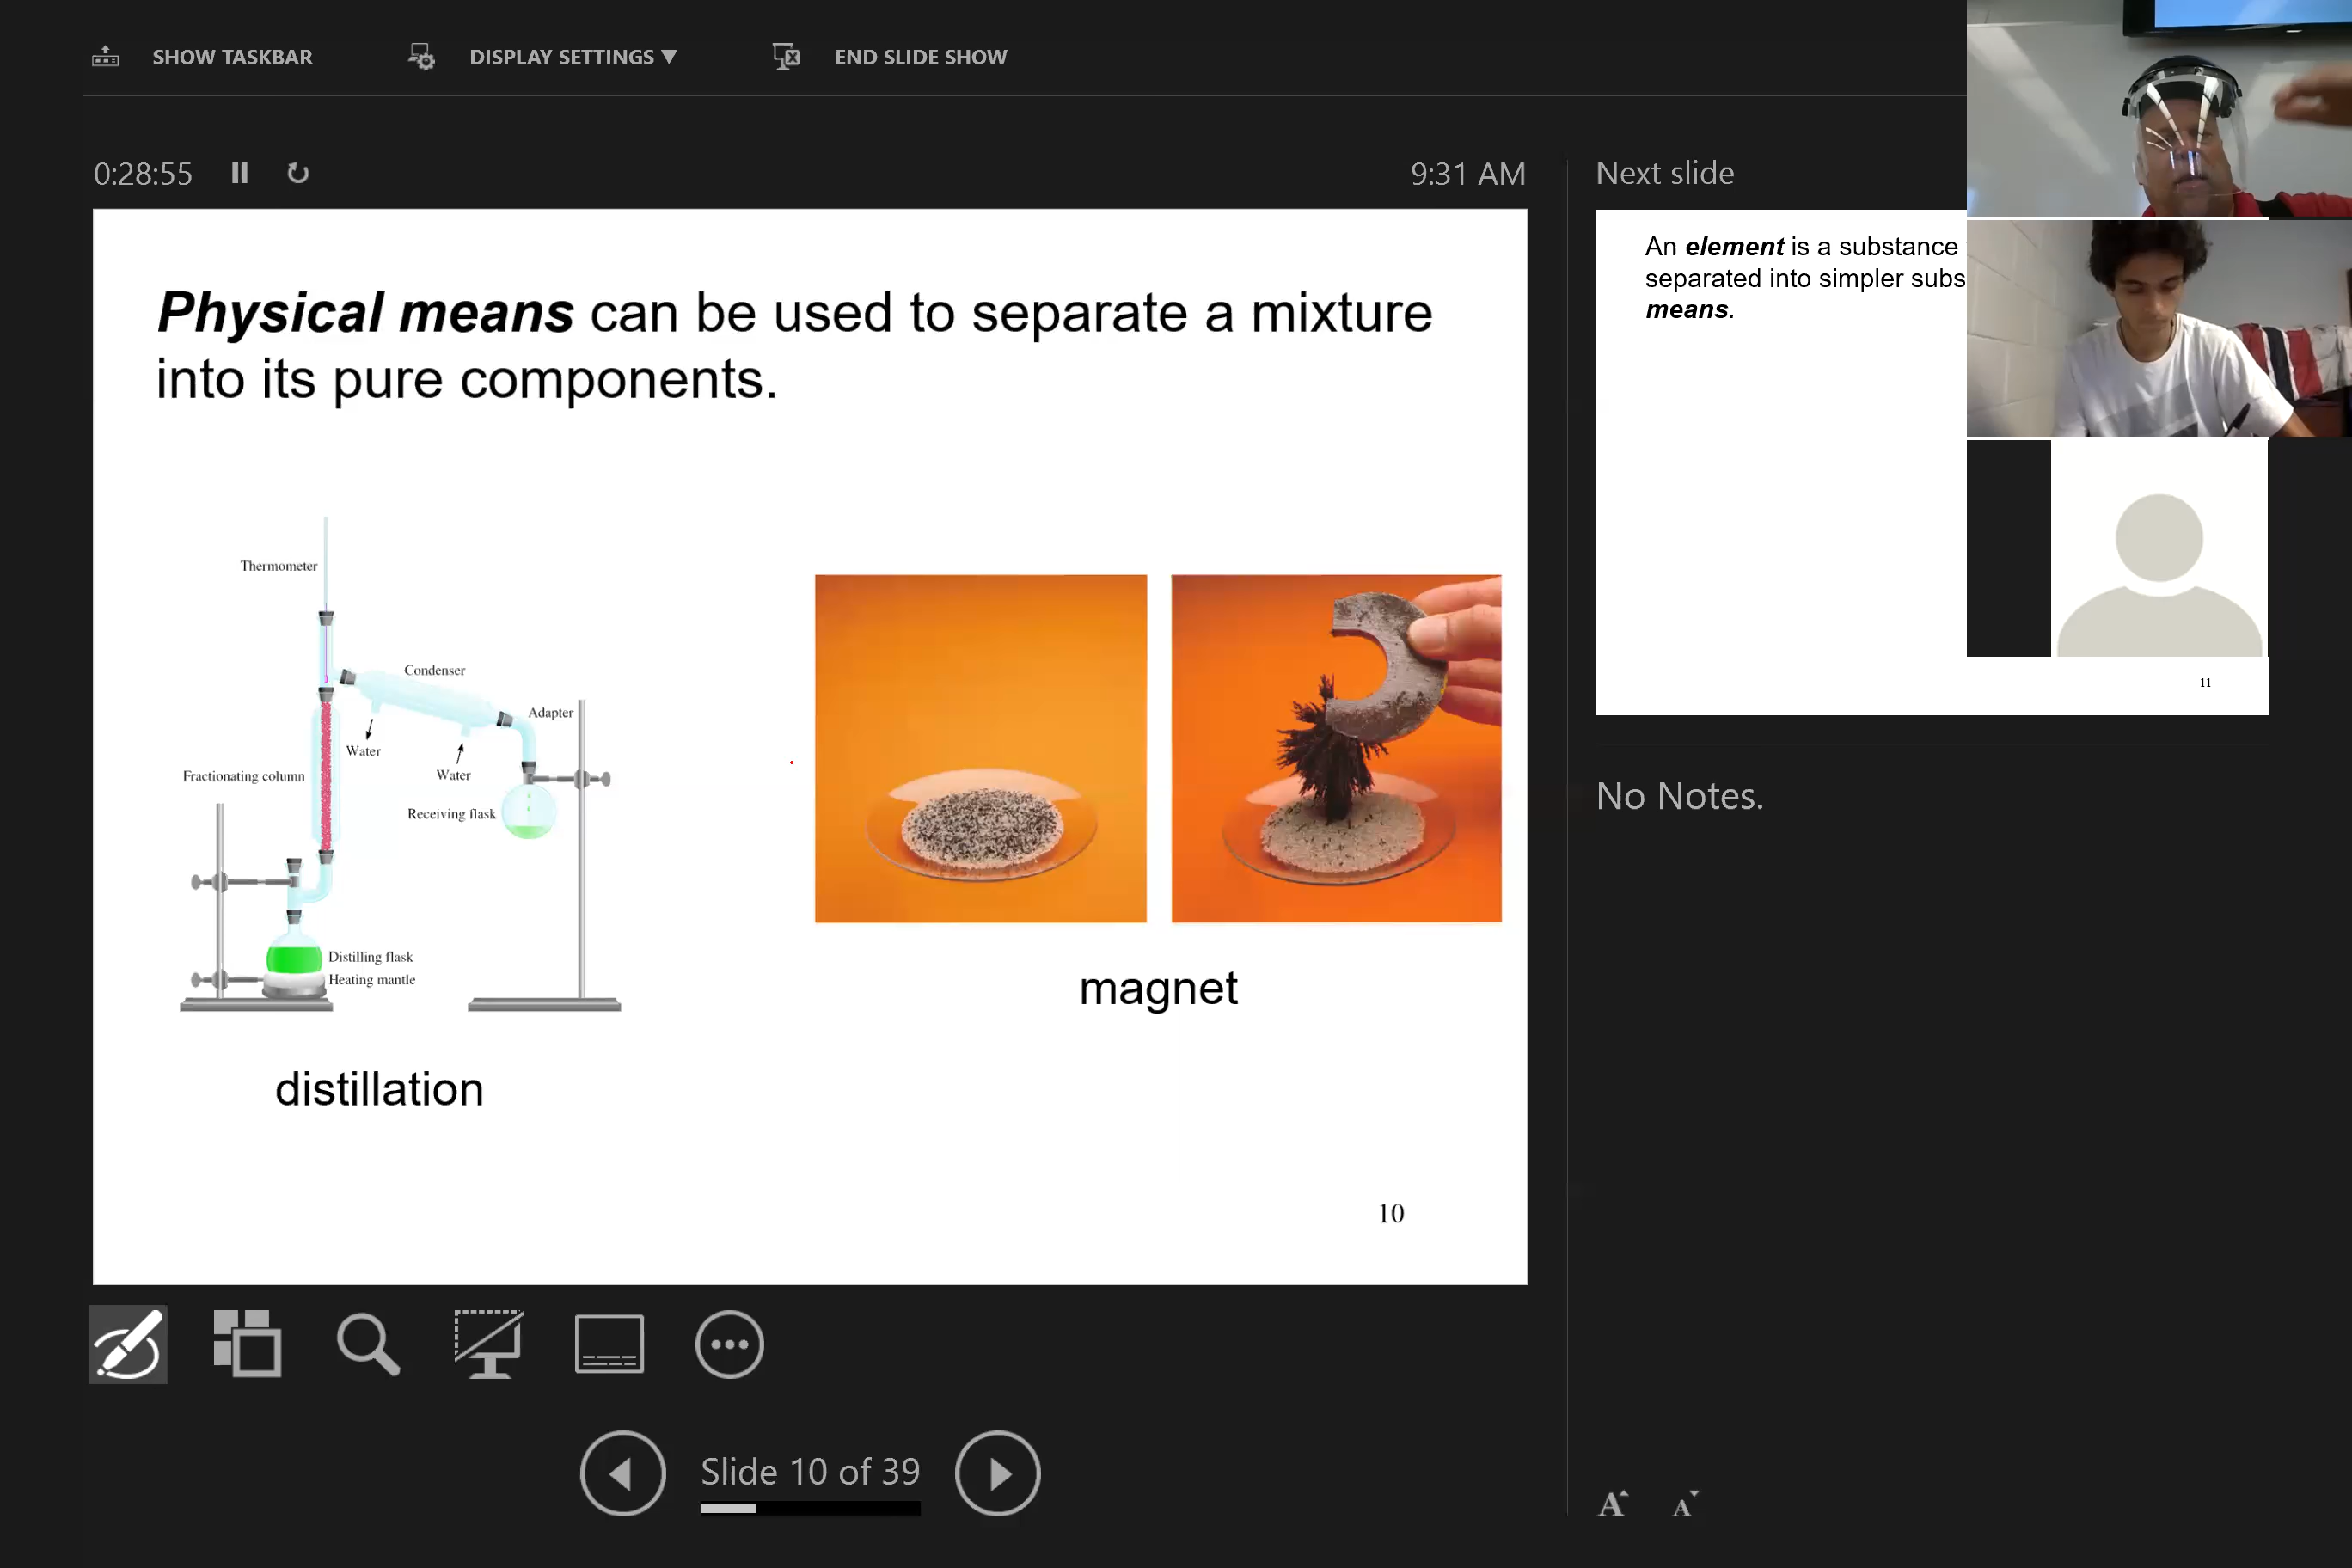 SHOW TASKBAR
DISPLAY SETTINGS ▼
END SLIDE SHOW
0:28:55
9:31 AM
Physical means can be used to separate a mixture
into its pure components.
Thermometer
Condenser
Adapter
Water
Water
Fractionating column
Receiving flask
Distilling flask
Heating mantle
distillation
magnet
10
Next slide
An element is a substance
separated into simpler subs
means.
11
No Notes.
Slide 10 of 39
A A